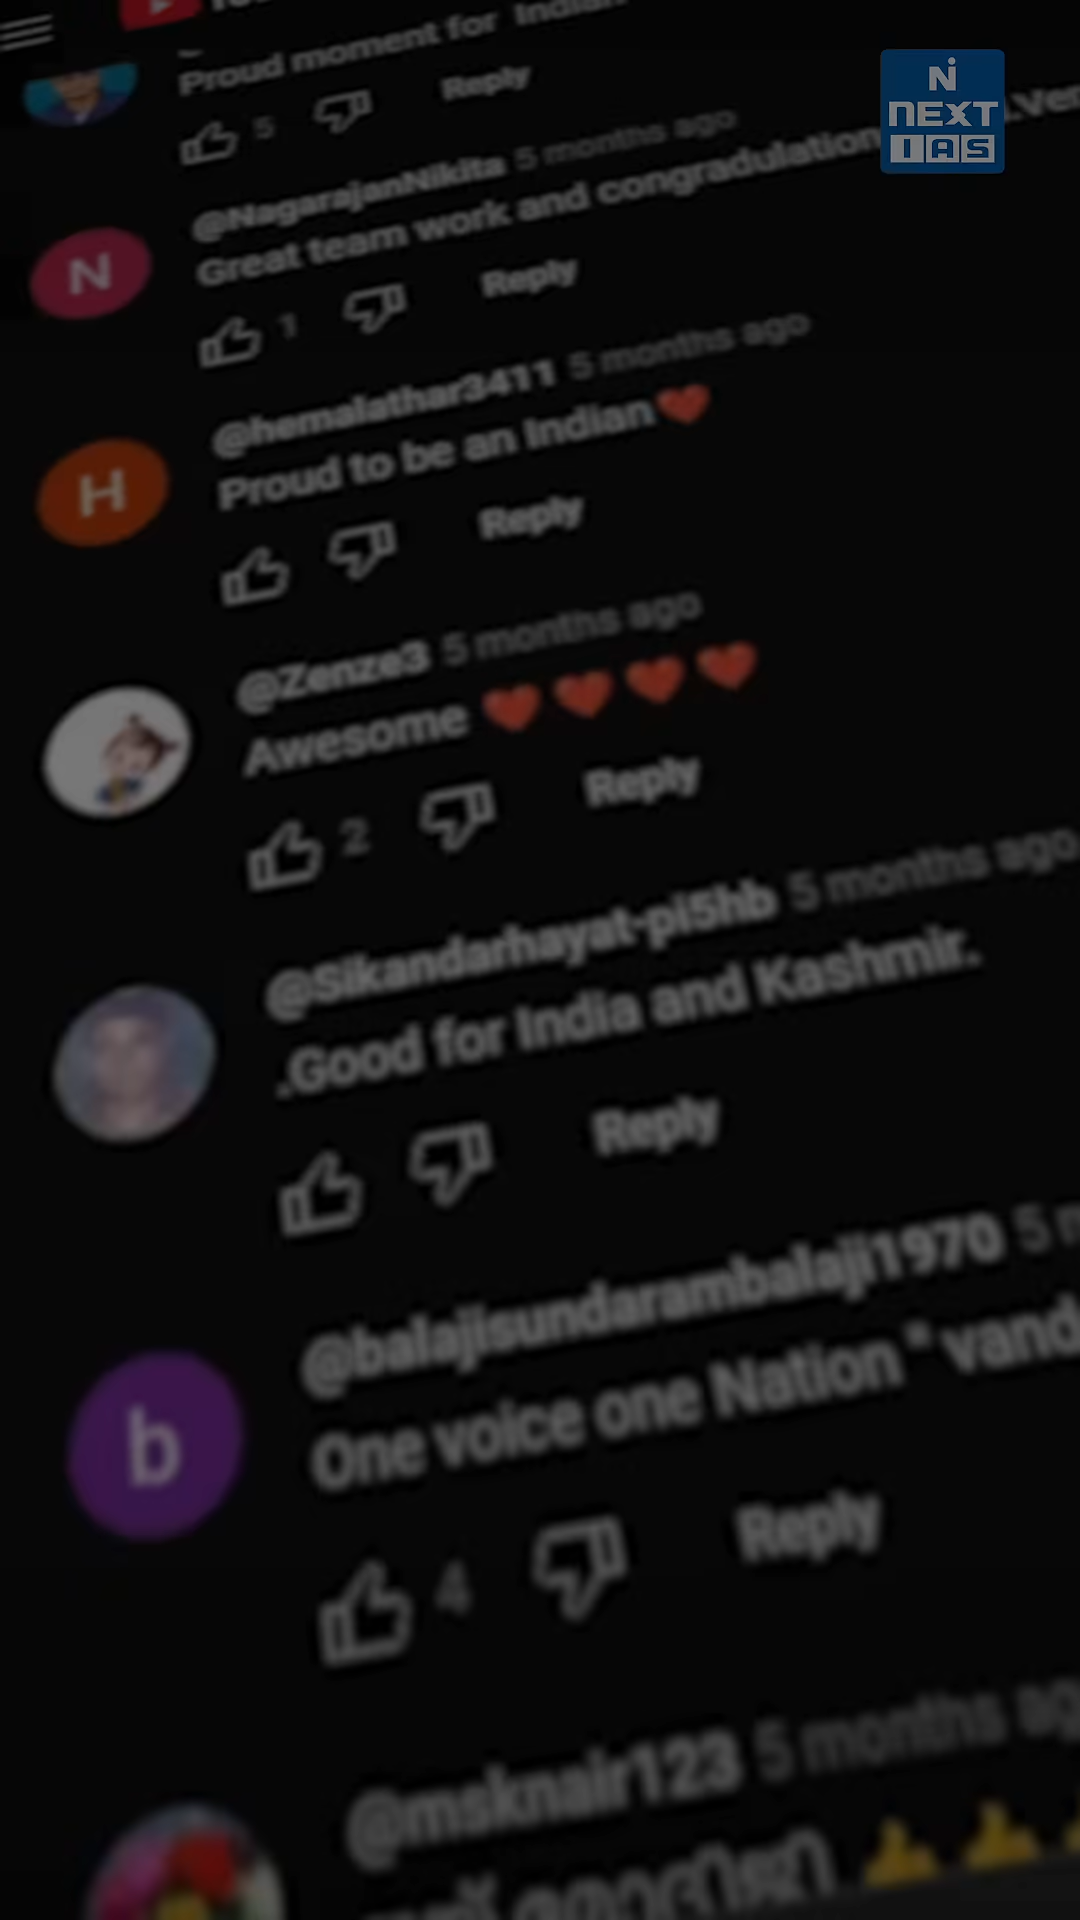 Proud moment for Indian
5 Reply
@NagarajanNikita 5 months ago
Great team work and congradulation
N
1 Reply
@hemalathar3411 5 months ago
Proud to be an Indian❤️
H
Reply
@Zenze3 5 months ago
Awesome ❤️❤️❤️❤️
2 Reply
@Sikandarhayat-pi5hb 5 months ago
.Good for India and Kashmir.
Reply
@balajisundarambalaji1970 5
One voice one Nation "
b
4 Reply
@msknair123 5 months
N
NEXT
IAS